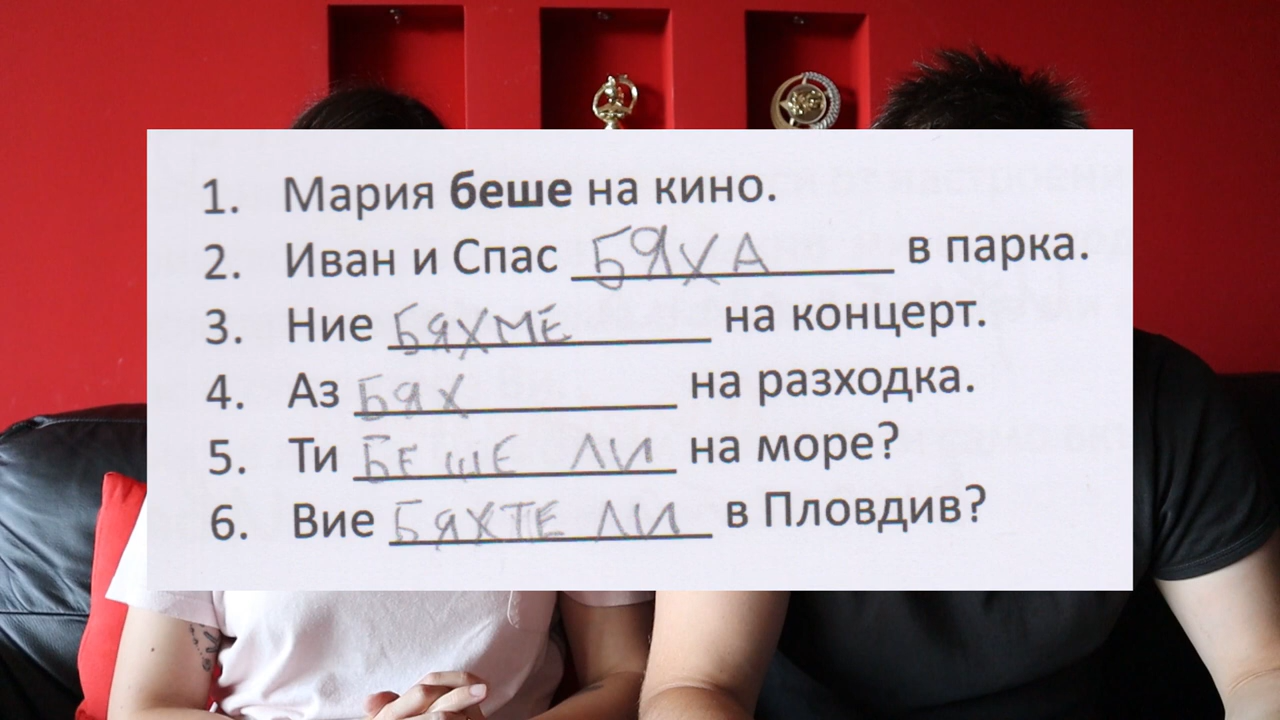 1. Мария беше на кино.
2. Иван и Спас БЯХА в парка.
3. Ние БЯХМЕ на концерт.
4. Аз БЯХ на разходка.
5. Ти БЕШЕ ЛИ на море?
6. Вие БЯХТЕ ЛИ в Пловдив?